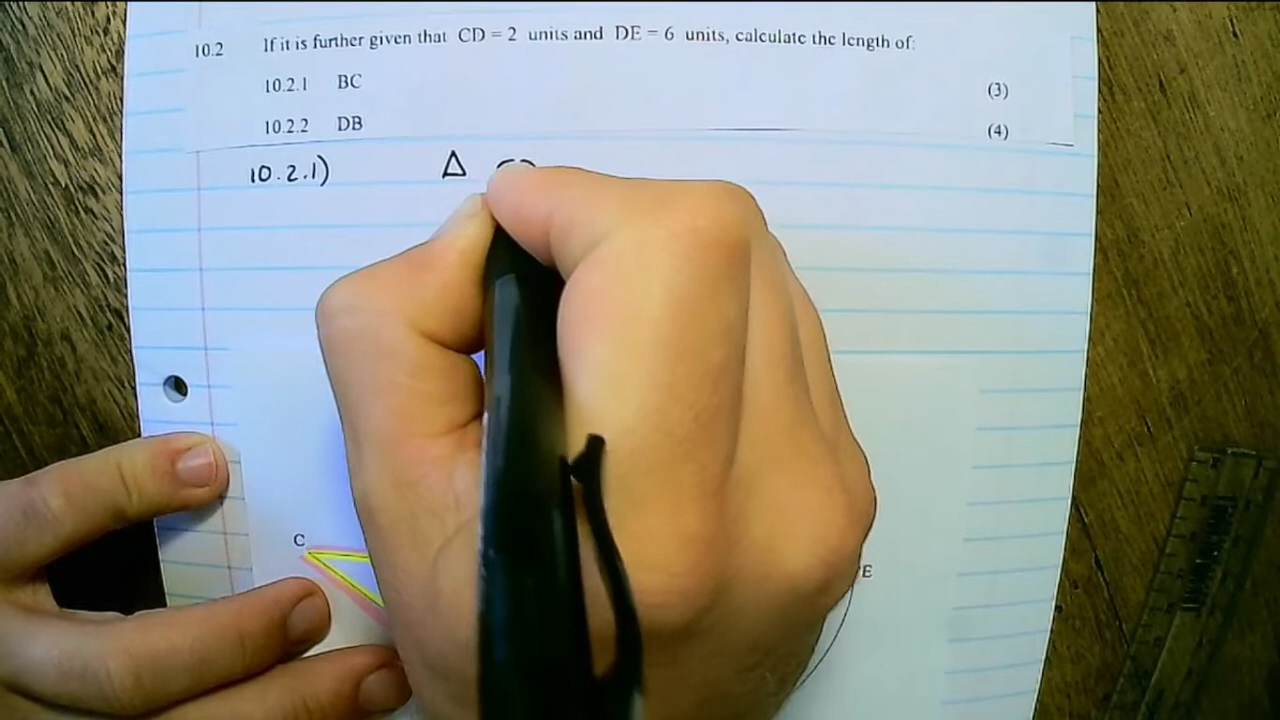 10.2 If it is further given that CD = 2 units and DE = 6 units, calculate the length of:
10.2.1 BC (3)
10.2.2 DB (4)
10.2.1) Δ
C
E